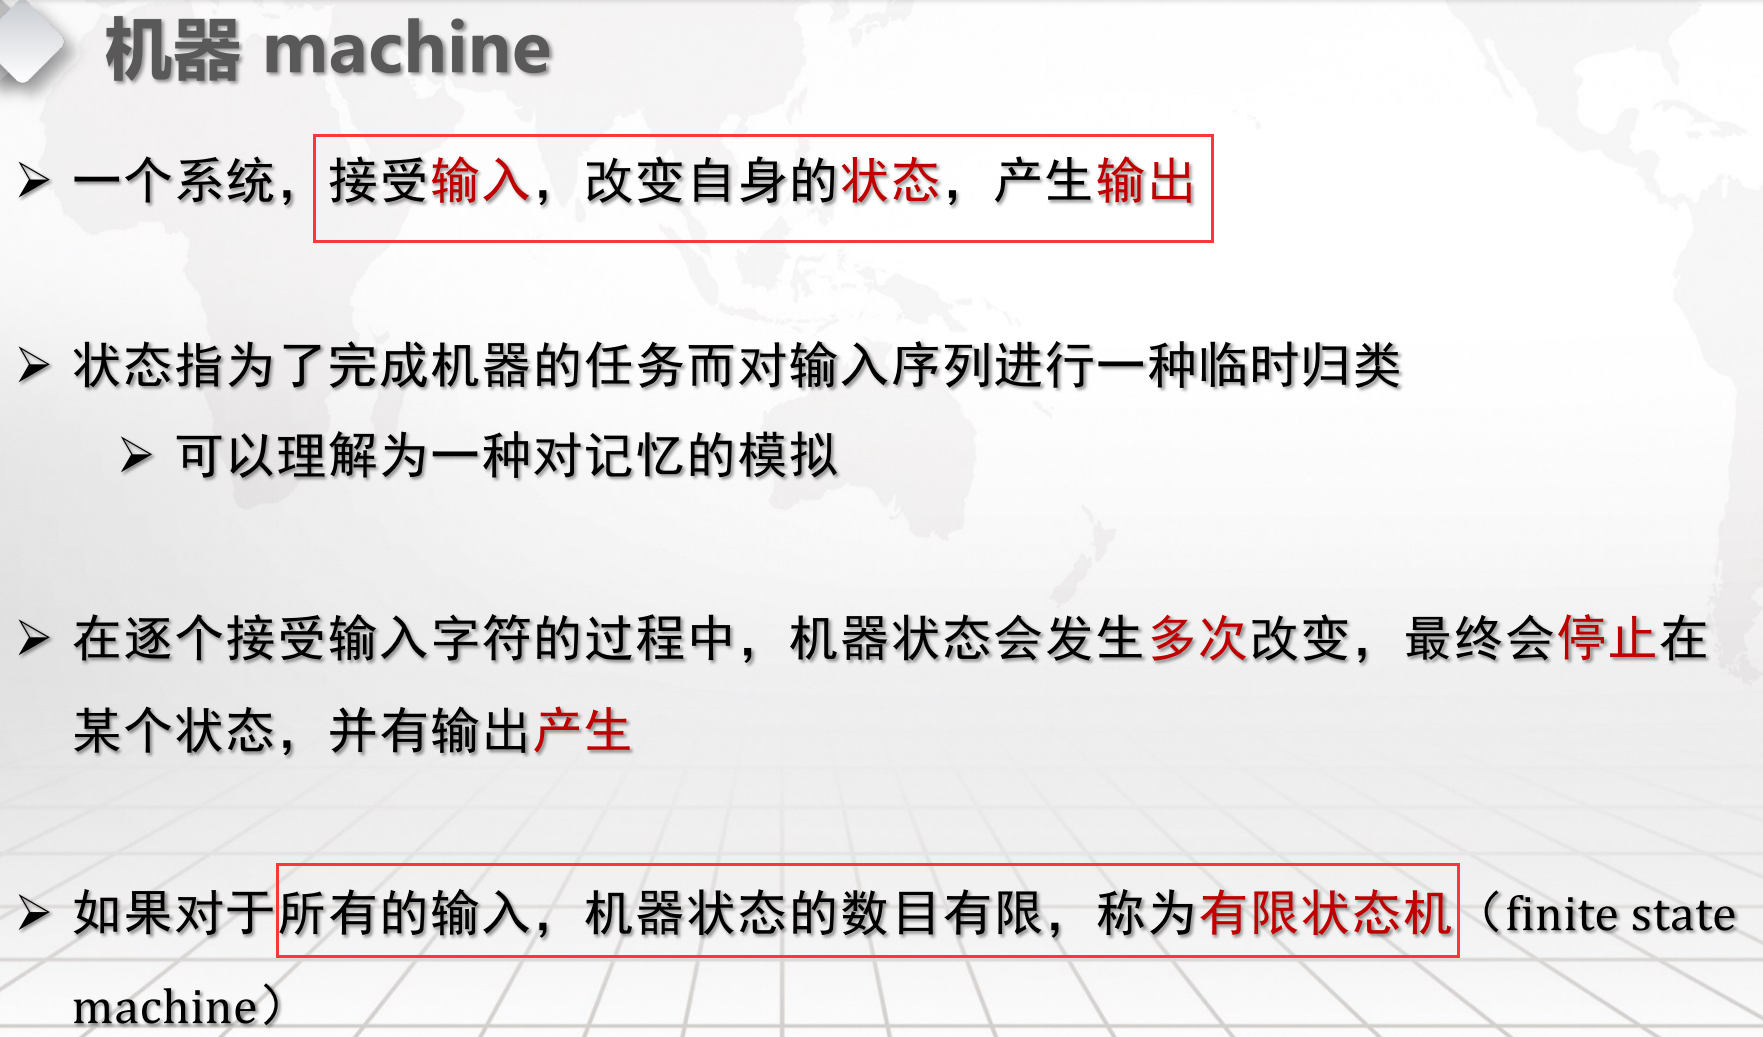 机器 machine
一个系统，接受输入，改变自身的状态，产生输出
状态指为了完成机器的任务而对输入序列进行一种临时归类
可以理解为一种对记忆的模拟
在逐个接受输入字符的过程中，机器状态会发生多次改变，最终会停止在
某个状态，并有输出产生
如果对于所有的输入，机器状态的数目有限，称为有限状态机（finite state
machine）